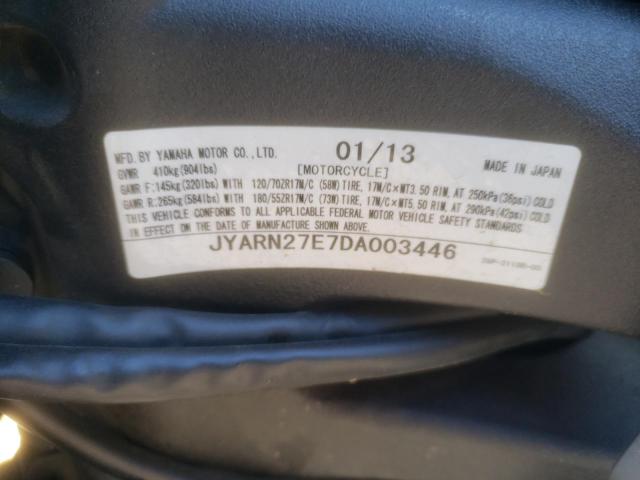 MFD. BY YAMAHA MOTOR CO., LTD. 01/13 MADE IN JAPAN
GVWR 410kg(904lbs) [MOTORCYCLE]
GAWR F:145kg(320lbs)WITH 120/70ZR17M/C (58W)TIRE, 17M/C×MT3.50 RIM, AT 250kPa(36psi)COLD
GAWR R:265kg(584lbs)WITH 180/55ZR17M/C (73W)TIRE, 17M/C×MT5.50 RIM, AT 290kPa(42psi)COLD
THIS VEHICLE CONFORMS TO ALL APPLICABLE FEDERAL MOTOR VEHICLE SAFETY STANDARDS
IN EFFECT ON THE DATE OF MANUFACTURE SHOWN ABOVE.
JYARN27E7DA003446